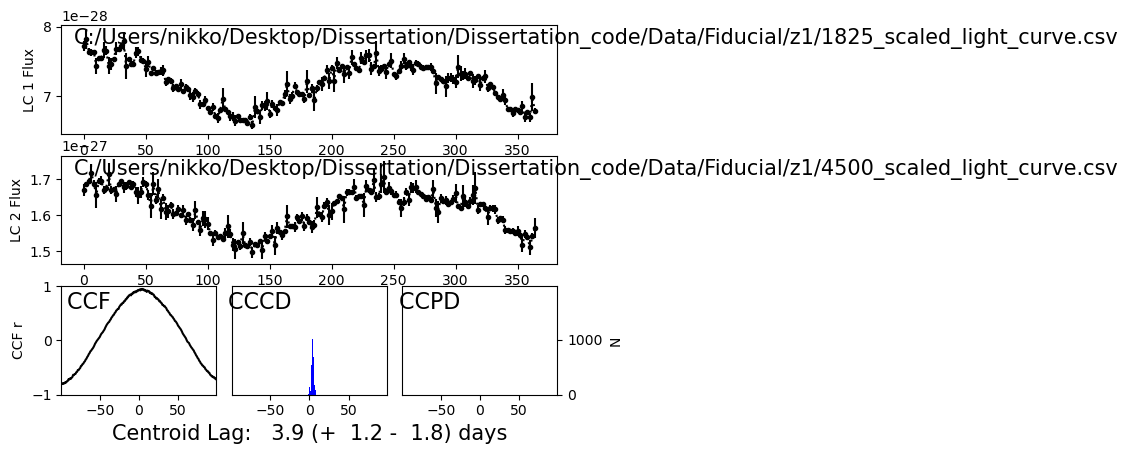 1e−28
C:/Users/nikko/Desktop/Dissertation/Dissertation_code/Data/Fiducial/z1/1825_scaled_light_curve.csv
8
7
LC 1 Flux
0 50 100 150 200 250 300 350
1e−27
C:/Users/nikko/Desktop/Dissertation/Dissertation_code/Data/Fiducial/z1/4500_scaled_light_curve.csv
1.7
1.6
1.5
LC 2 Flux
0 50 100 150 200 250 300 350
CCF CCCD CCPD
1
0
−1
CCF r
1000
0
N
−50 0 50 −50 0 50 −50 0 50
Centroid Lag: 3.9 (+ 1.2 - 1.8) days